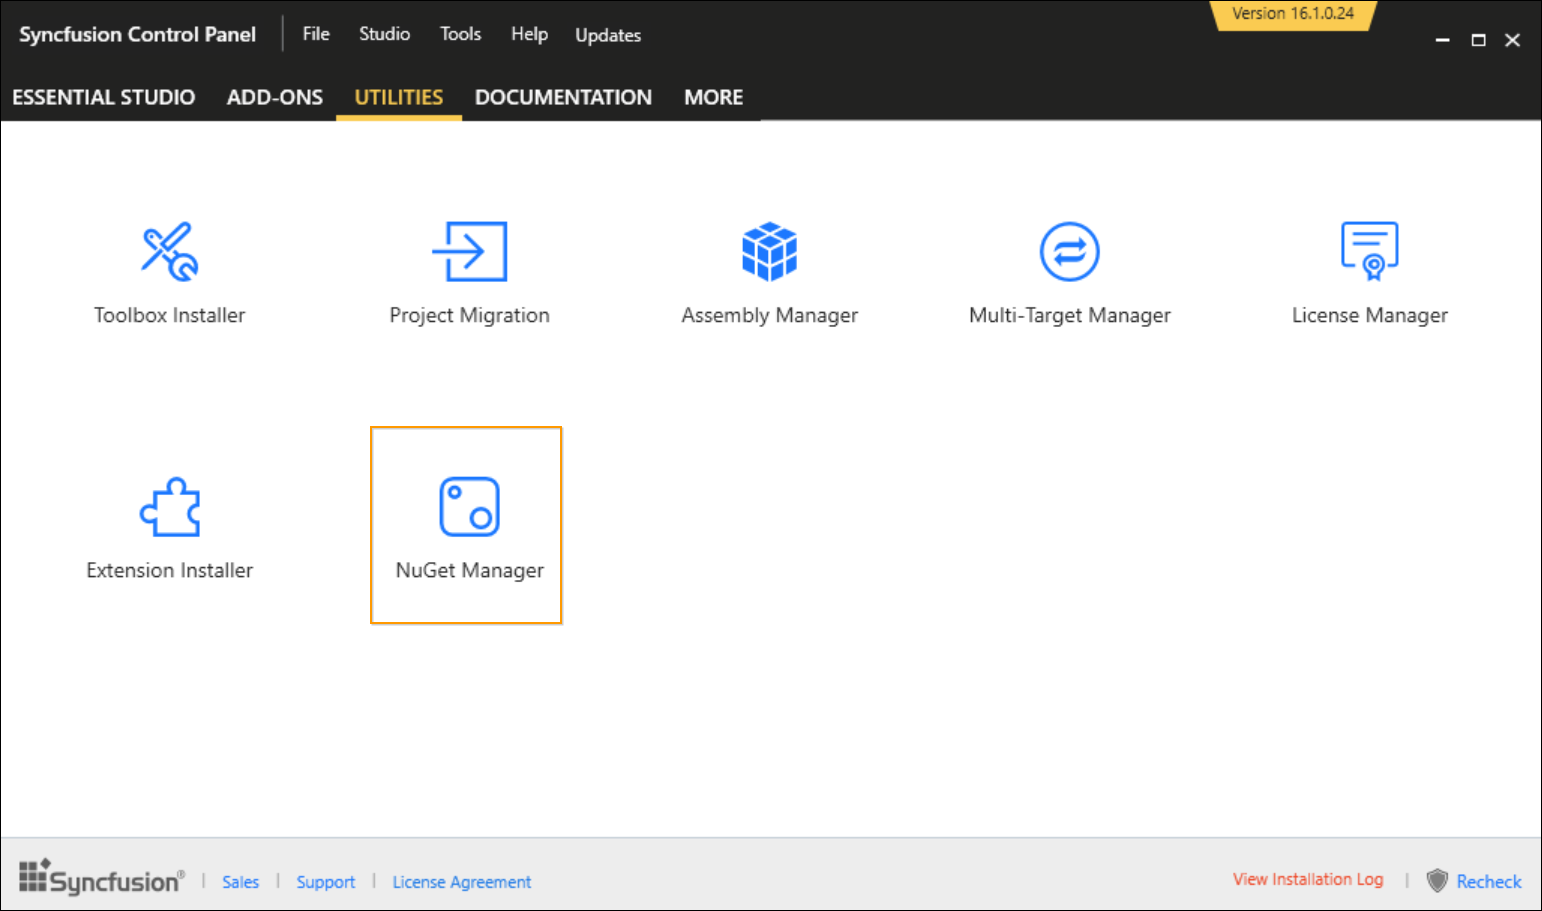 Version 16.1.0.24
Syncfusion Control Panel File Studio Tools Help Updates
ESSENTIAL STUDIO ADD-ONS UTILITIES DOCUMENTATION MORE
Toolbox Installer Project Migration Assembly Manager Multi-Target Manager License Manager
Extension Installer NuGet Manager
Syncfusion® | Sales | Support | License Agreement View Installation Log | Recheck